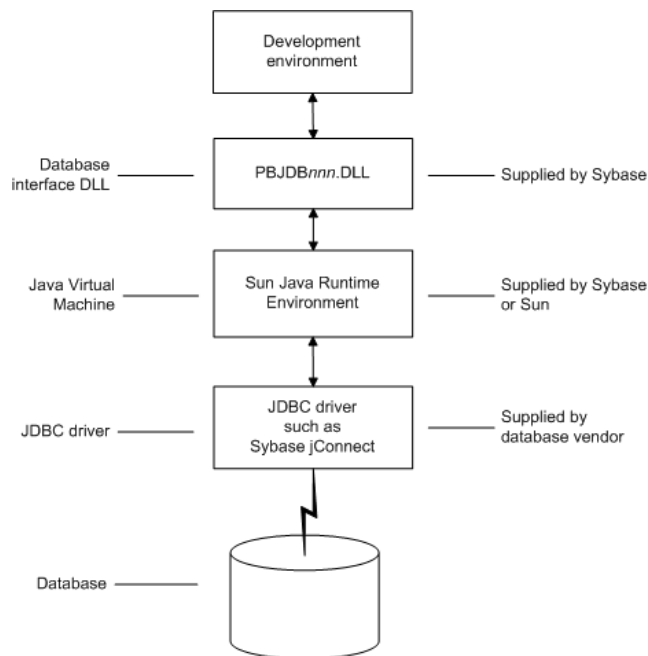 Development
environment
Database
interface DLL
PBJDBnnn.DLL
Supplied by Sybase
Java Virtual
Machine
Sun Java Runtime
Environment
Supplied by Sybase
or Sun
JDBC driver
JDBC driver
such as
Sybase jConnect
Supplied by
database vendor
Database